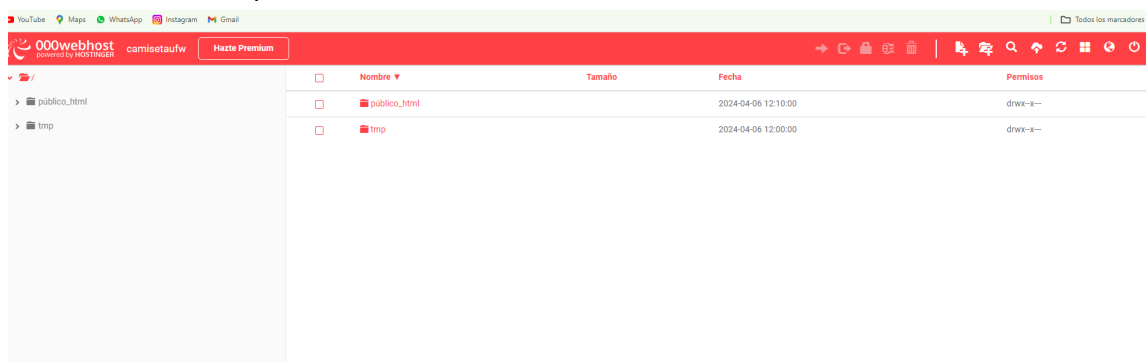 YouTube Maps WhatsApp Instagram Gmail Todos los marcadores
000webhost camisetaufw Hazte Premium
powered by HOSTINGER
/ Nombre ▼ Tamaño Fecha Permisos
público_html público_html 2024-04-06 12:10:00 drwx--x---
tmp tmp 2024-04-06 12:00:00 drwx--x---